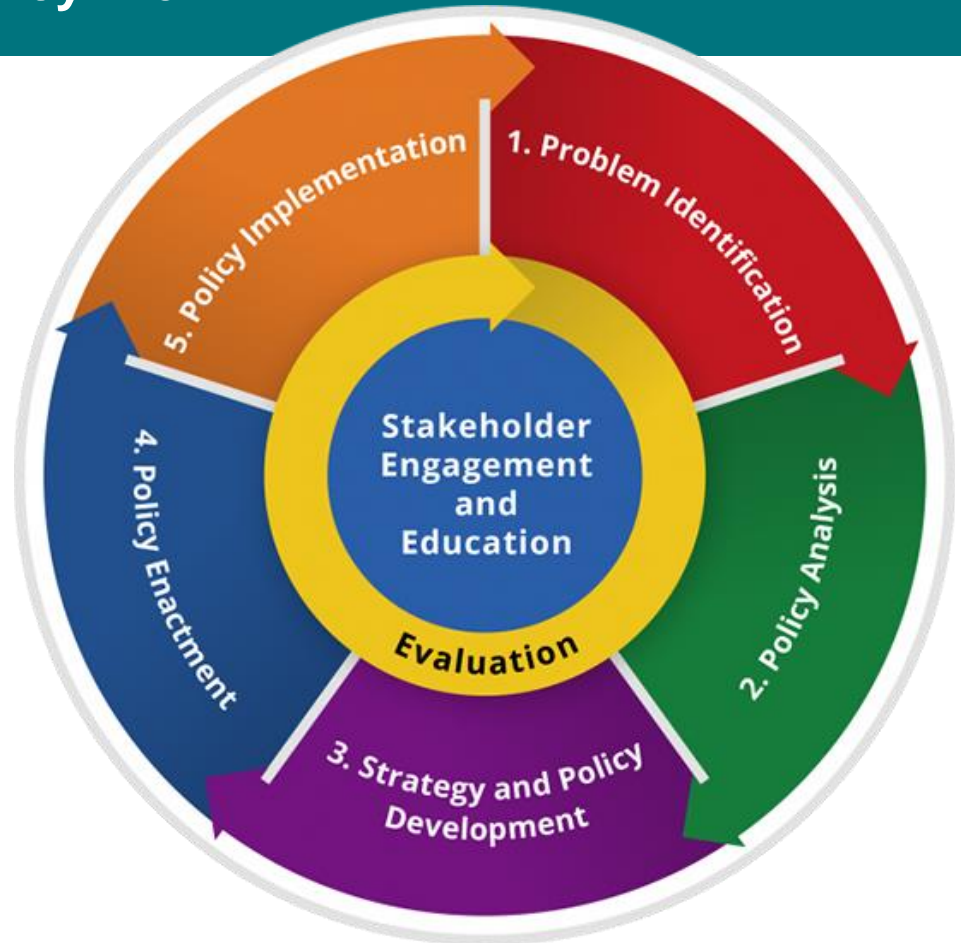 1. Problem Identification
2. Policy Analysis
3. Strategy and Policy
Development
4. Policy Enactment
5. Policy Implementation
Stakeholder
Engagement
and
Education
Evaluation